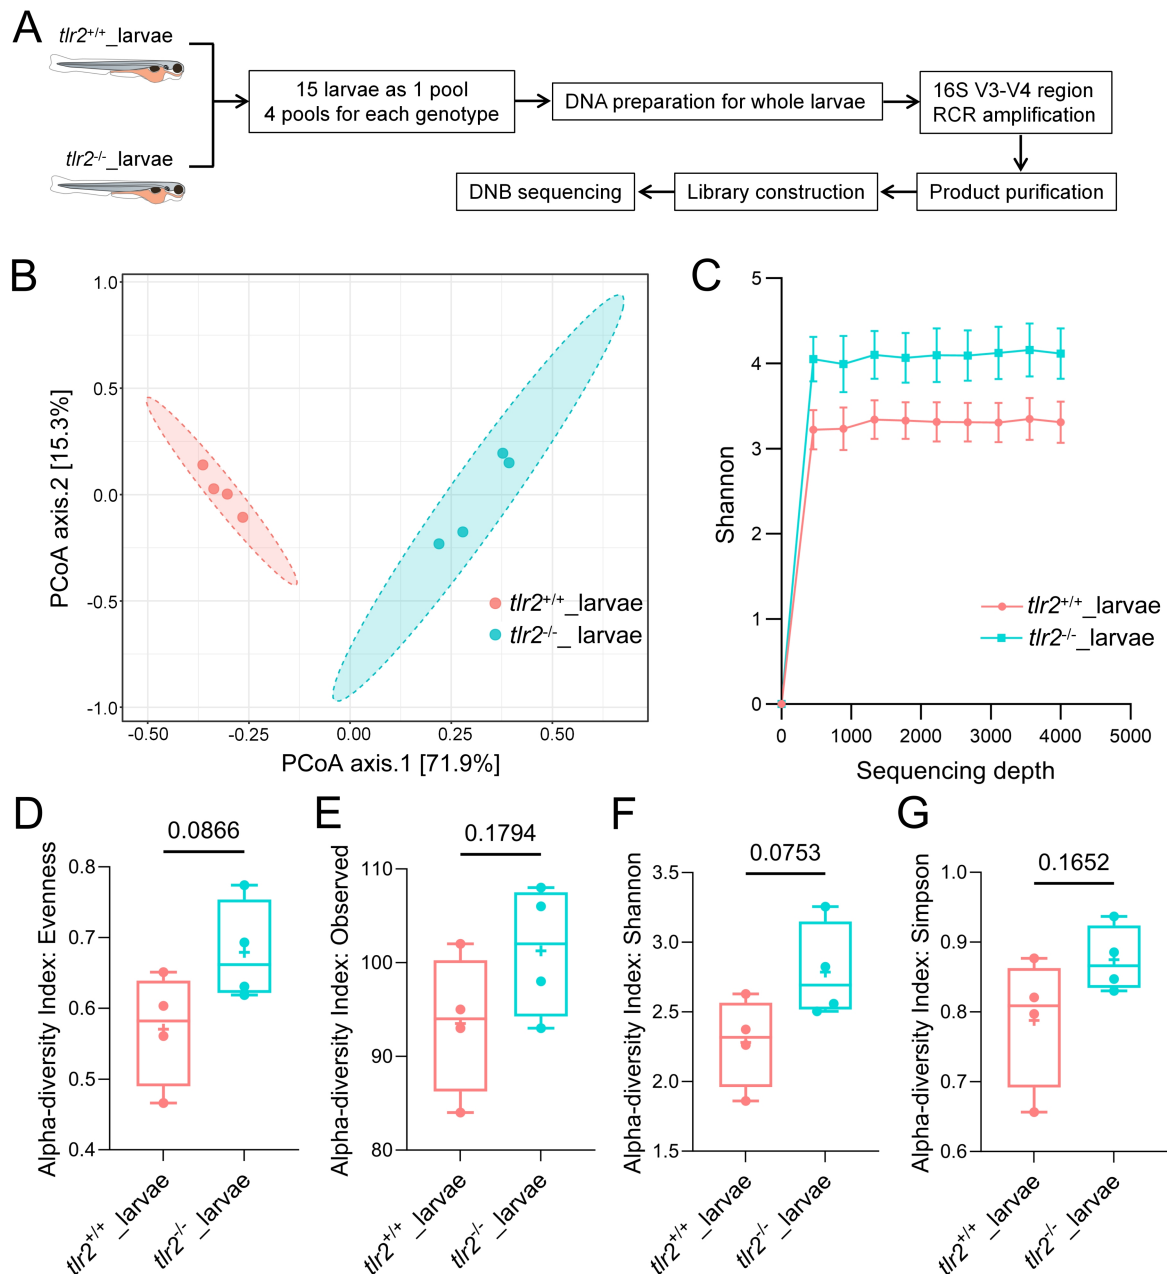 A
tlr2+/+_larvae
tlr2-/-_larvae
15 larvae as 1 pool
4 pools for each genotype
DNA preparation for whole larvae
16S V3-V4 region
RCR amplification
Product purification
Library construction
DNB sequencing
B
PCoA axis.2 [15.3%]
1.0
0.5
0.0
-0.5
-1.0
-0.50
-0.25
0.00
0.25
0.50
PCoA axis.1 [71.9%]
tlr2+/+_larvae
tlr2-/-_ larvae
C
Shannon
5
4
3
2
1
0
0
1000
2000
3000
4000
5000
Sequencing depth
tlr2+/+_larvae
tlr2-/-_larvae
D
Alpha-diversity Index: Evenness
0.0866
0.8
0.7
0.6
0.5
0.4
tlr2+/+_larvae
tlr2-/-_larvae
E
Alpha-diversity Index: Observed
0.1794
110
100
90
80
tlr2+/+_larvae
tlr2-/-_larvae
F
Alpha-diversity Index: Shannon
0.0753
3.5
3.0
2.5
2.0
1.5
tlr2+/+_larvae
tlr2-/-_larvae
G
Alpha-diversity Index: Simpson
0.1652
1.0
0.9
0.8
0.7
0.6
tlr2+/+_larvae
tlr2-/-_larvae